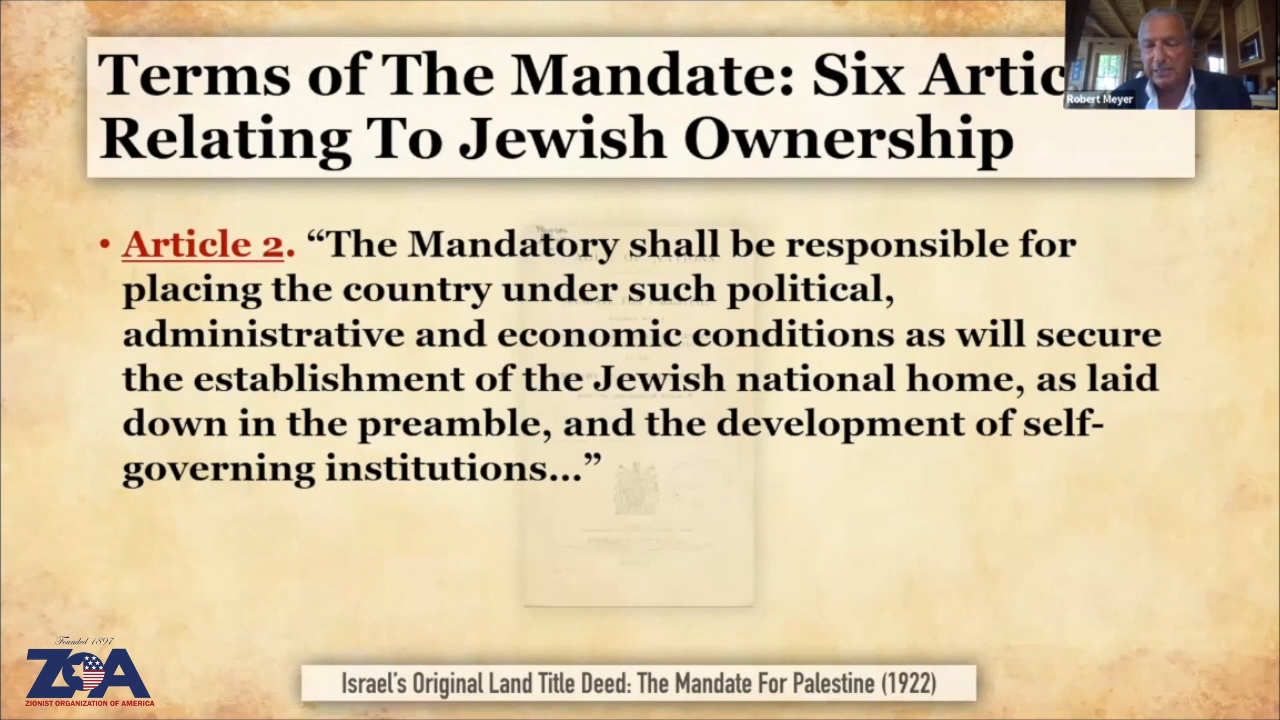 Terms of The Mandate: Six Artic
Relating To Jewish Ownership
Robert Meyer
• Article 2. “The Mandatory shall be responsible for
placing the country under such political,
administrative and economic conditions as will secure
the establishment of the Jewish national home, as laid
down in the preamble, and the development of self-
governing institutions...”
Founded 1897
ZOA
ZIONIST ORGANIZATION OF AMERICA
Israel’s Original Land Title Deed: The Mandate For Palestine (1922)